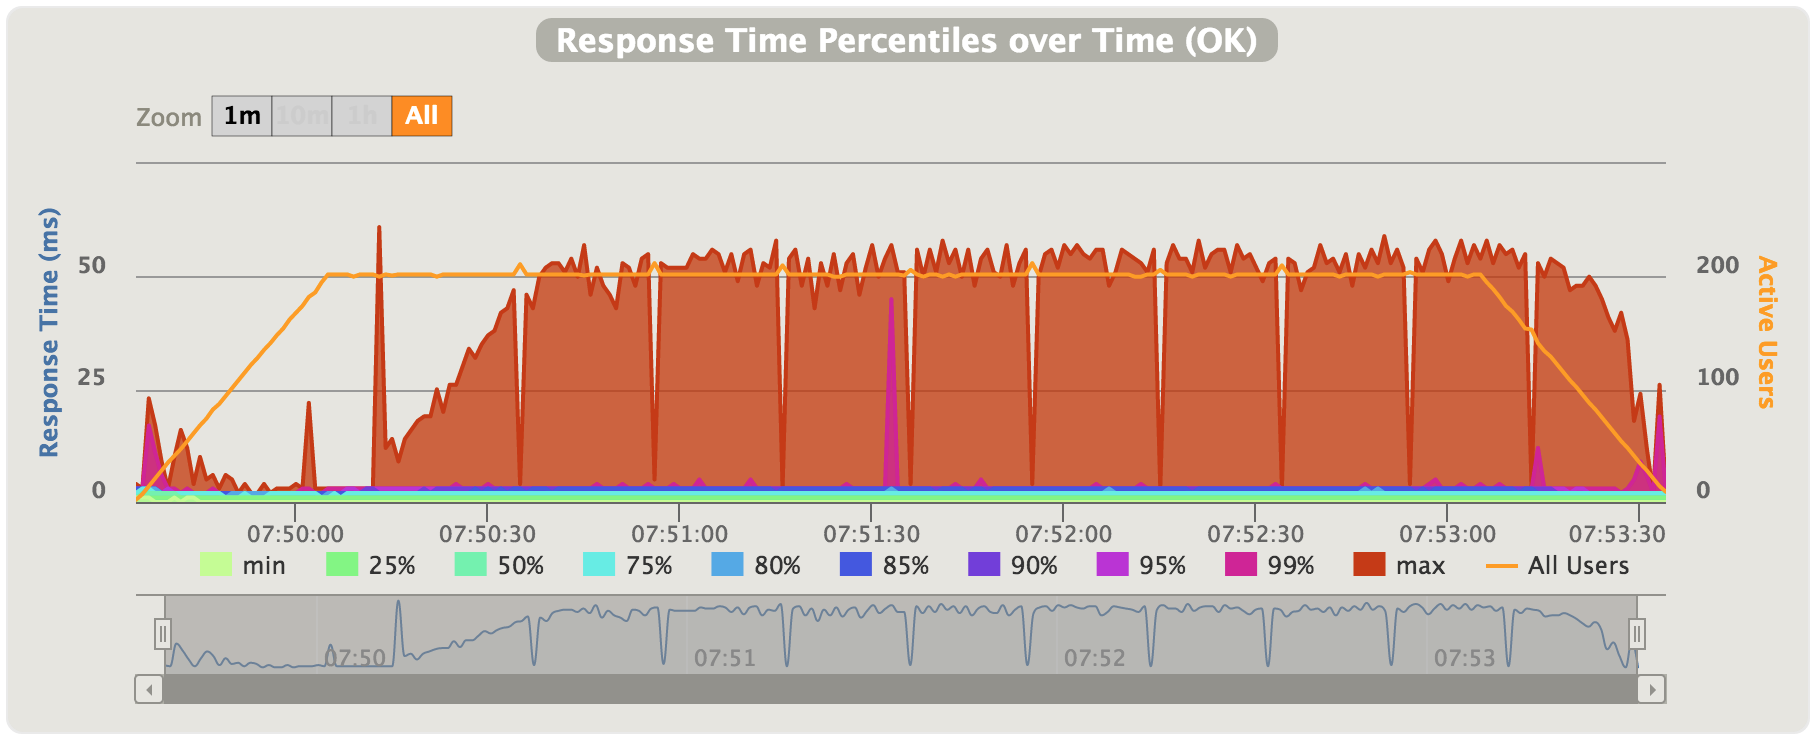 Response Time Percentiles over Time (OK)
Zoom 1m 10m 1h All
Response Time (ms)
50
25
0
200
100
0
Active Users
07:50:00 07:50:30 07:51:00 07:51:30 07:52:00 07:52:30 07:53:00 07:53:30
min 25% 50% 75% 80% 85% 90% 95% 99% max All Users
07:50 07:51 07:52 07:53